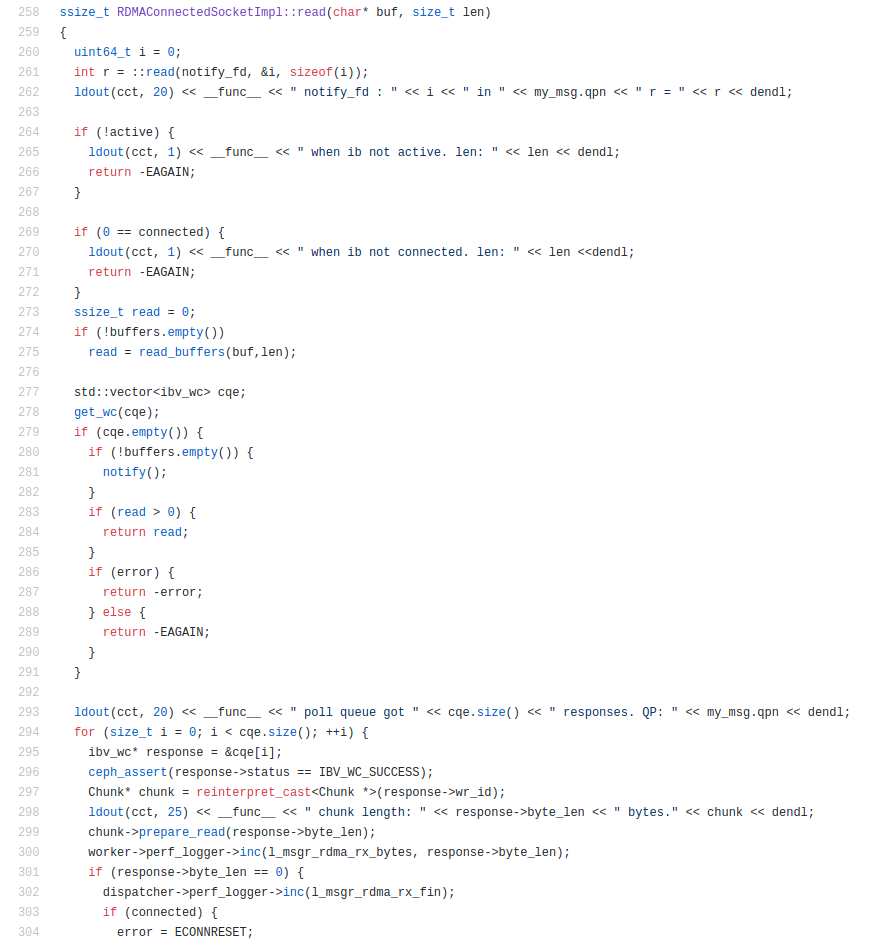 258 ssize_t RDMAConnectedSocketImpl::read(char* buf, size_t len)
259 {
260   uint64_t i = 0;
261   int r = ::read(notify_fd, &i, sizeof(i));
262   ldout(cct, 20) << __func__ << " notify_fd : " << i << " in " << my_msg.qpn << " r = " << r << dendl;
263
264   if (!active) {
265     ldout(cct, 1) << __func__ << " when ib not active. len: " << len << dendl;
266     return -EAGAIN;
267   }
268
269   if (0 == connected) {
270     ldout(cct, 1) << __func__ << " when ib not connected. len: " << len <<dendl;
271     return -EAGAIN;
272   }
273   ssize_t read = 0;
274   if (!buffers.empty())
275     read = read_buffers(buf,len);
276
277   std::vector<ibv_wc> cqe;
278   get_wc(cqe);
279   if (cqe.empty()) {
280     if (!buffers.empty()) {
281       notify();
282     }
283     if (read > 0) {
284       return read;
285     }
286     if (error) {
287       return -error;
288     } else {
289       return -EAGAIN;
290     }
291   }
292
293   ldout(cct, 20) << __func__ << " poll queue got " << cqe.size() << " responses. QP: " << my_msg.qpn << dendl;
294   for (size_t i = 0; i < cqe.size(); ++i) {
295     ibv_wc* response = &cqe[i];
296     ceph_assert(response->status == IBV_WC_SUCCESS);
297     Chunk* chunk = reinterpret_cast<Chunk *>(response->wr_id);
298     ldout(cct, 25) << __func__ << " chunk length: " << response->byte_len << " bytes." << chunk << dendl;
299     chunk->prepare_read(response->byte_len);
300     worker->perf_logger->inc(l_msgr_rdma_rx_bytes, response->byte_len);
301     if (response->byte_len == 0) {
302       dispatcher->perf_logger->inc(l_msgr_rdma_rx_fin);
303       if (connected) {
304         error = ECONNRESET;